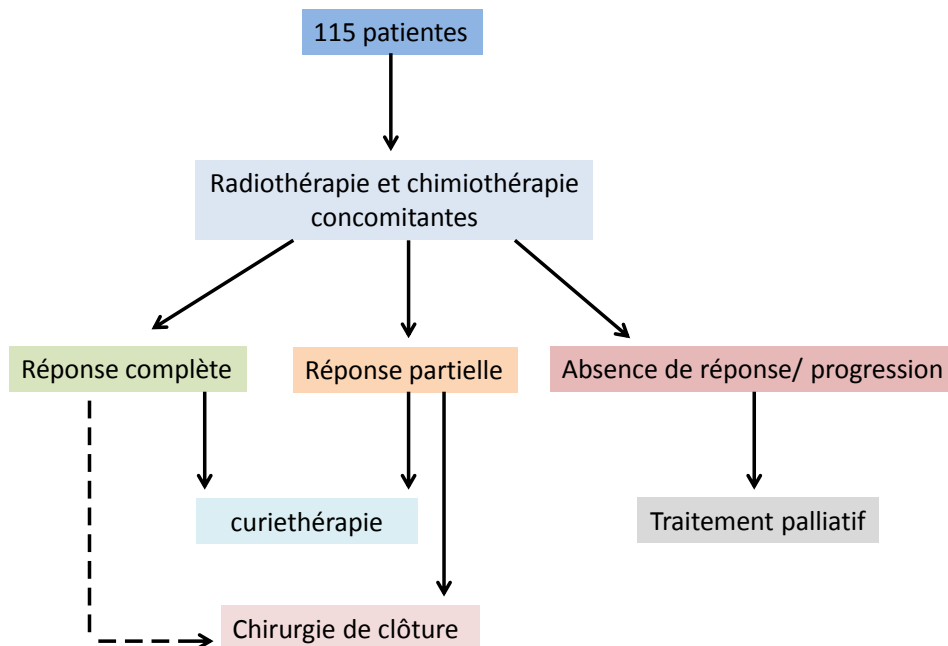 115 patientes
Radiothérapie et chimiothérapie
concomitantes
Réponse complète
Réponse partielle
Absence de réponse/ progression
curiethérapie
Traitement palliatif
Chirurgie de clôture